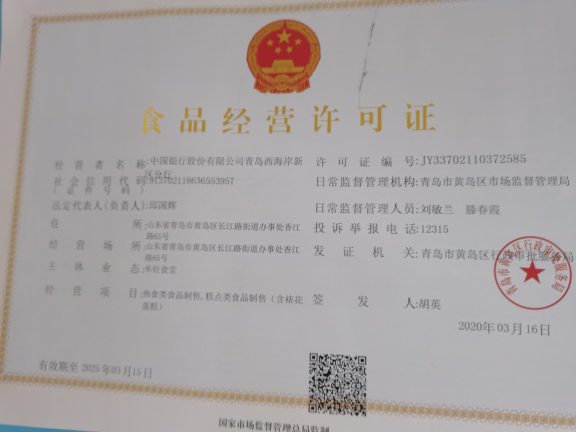 食品经营许可证
经营者名称:中国银行股份有限公司青岛西海岸新区分行
社会信用代码:913702118636553957
(证件号码)
法定代表人(负责人):邱国辉
住所:山东省青岛市黄岛区长江路街道办事处香江路65号
经营场所:山东省青岛市黄岛区长江路街道办事处香江路65号
主体业态:单位食堂
经营项目:热食类食品制售,糕点类食品制售(含裱花蛋糕)
许可证编号:JY33702110372585
日常监督管理机构:青岛市黄岛区市场监督管理局
日常监督管理人员:刘敏兰 滕春霞
投诉举报电话:12315
发证机关:青岛市黄岛区行政审批服务局
签发人:胡英
2020年03月16日
有效期至2025年03月15日
国家市场监督管理总局监制